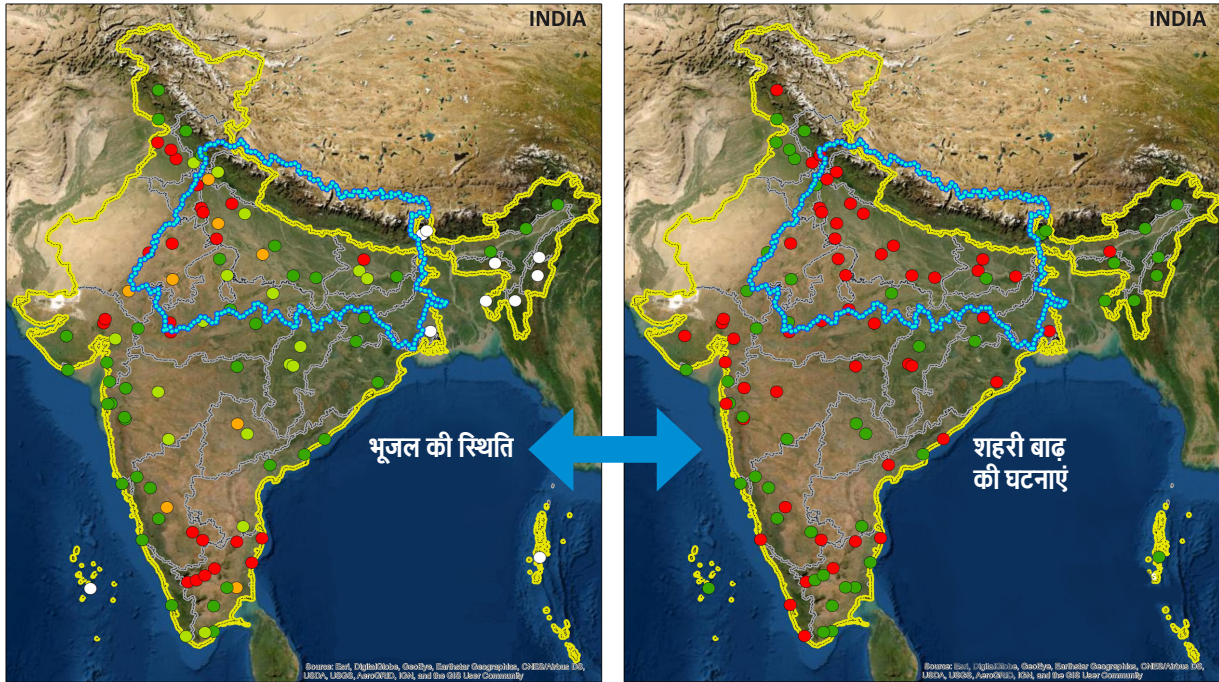 INDIA
भूजल की स्थिति
Source: Esri, DigitalGlobe, GeoEye, Earthstar Geographics, CNES/Airbus DS,
USDA, USGS, AeroGRID, IGN, and the GIS User Community
INDIA
शहरी बाढ़
की घटनाएं
Source: Esri, DigitalGlobe, GeoEye, Earthstar Geographics, CNES/Airbus DS,
USDA, USGS, AeroGRID, IGN, and the GIS User Community